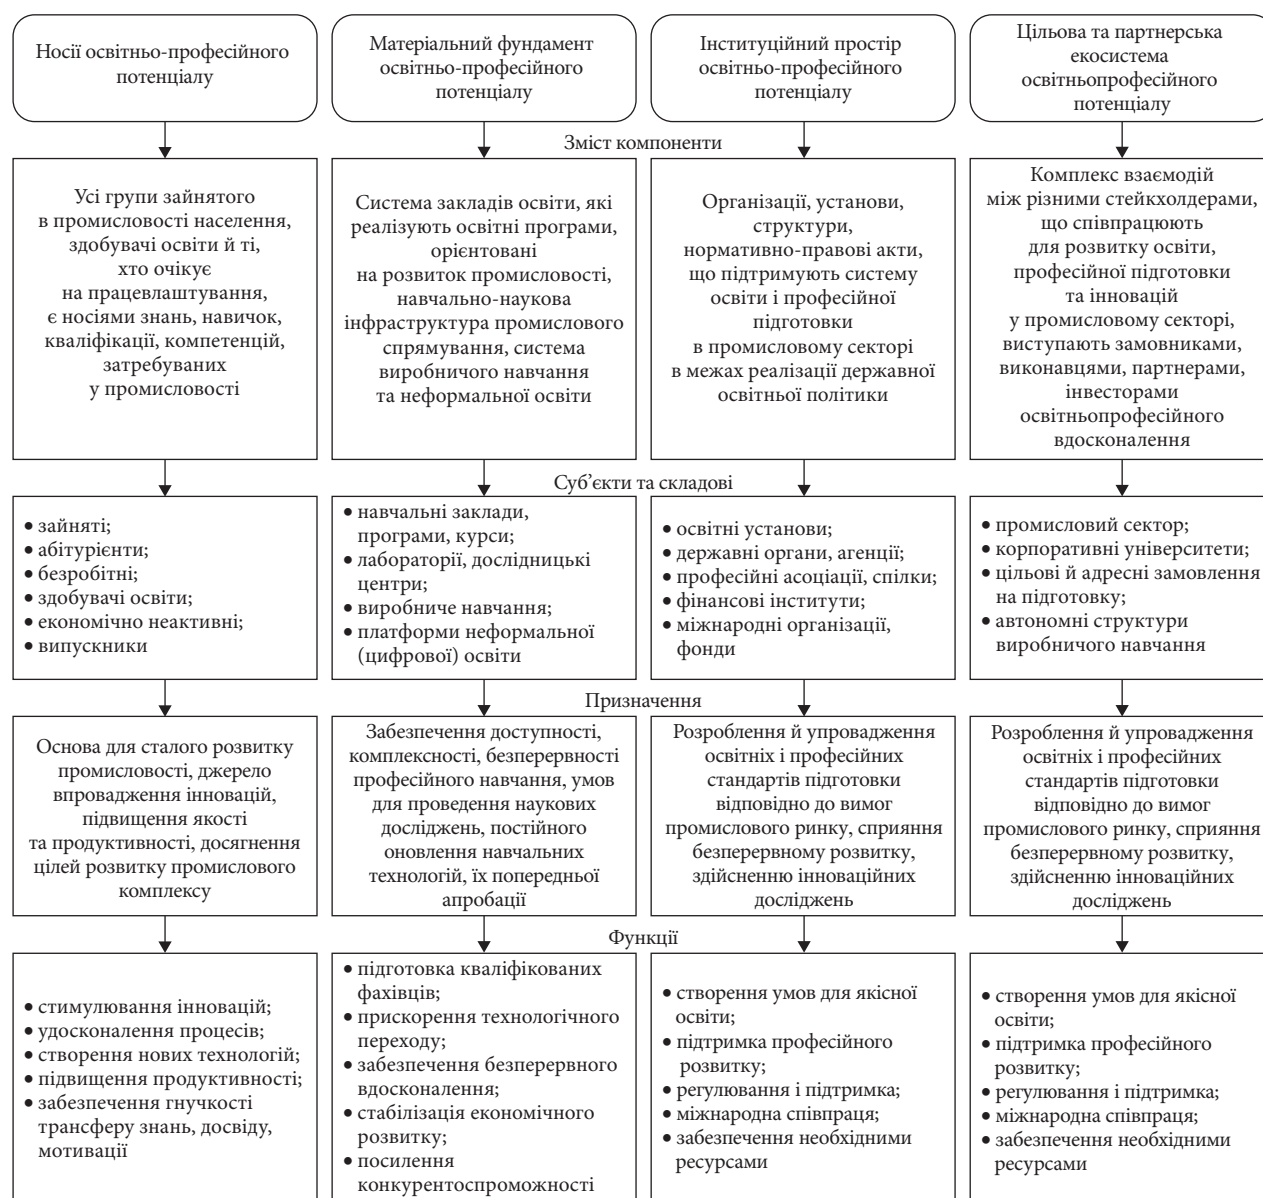 Носії освітньо-професійного
потенціалу
Матеріальний фундамент
освітньо-професійного
потенціалу
Інституційний простір
освітньо-професійного
потенціалу
Цільова та партнерська
екосистема
освітньопрофесійного
потенціалу
Зміст компоненти
Усі групи зайнятого
в промисловості населення,
здобувачі освіти й ті,
хто очікує
на працевлаштування,
є носіями знань, навичок,
кваліфікації, компетенцій,
затребуваних
у промисловості
Система закладів освіти, які
реалізують освітні програми,
орієнтовані
на розвиток промисловості,
навчально-наукова
інфраструктура промислового
спрямування, система
виробничого навчання
та неформальної освіти
Організації, установи,
структури,
нормативно-правові акти,
що підтримують систему
освіти і професійної
підготовки
в промисловому секторі
в межах реалізації державної
освітньої політики
Комплекс взаємодій
між різними стейкхолдерами,
що співпрацюють
для розвитку освіти,
професійної підготовки
та інновацій
у промисловому секторі,
виступають замовниками,
виконавцями, партнерами,
інвесторами
освітньопрофесійного
вдосконалення
Суб’єкти та складові
• зайняті;
• абітурієнти;
• безробітні;
• здобувачі освіти;
• економічно неактивні;
• випускники
• навчальні заклади,
програми, курси;
• лабораторії, дослідницькі
центри;
• виробниче навчання;
• платформи неформальної
(цифрової) освіти
• освітні установи;
• державні органи, агенції;
• професійні асоціації, спілки;
• фінансові інститути;
• міжнародні організації,
фонди
• промисловий сектор;
• корпоративні університети;
• цільові й адресні замовлення
на підготовку;
• автономні структури
виробничого навчання
Призначення
Основа для сталого розвитку
промисловості, джерело
впровадження інновацій,
підвищення якості
та продуктивності, досягнення
цілей розвитку промислового
комплексу
Забезпечення доступності,
комплексності, безперервності
професійного навчання, умов
для проведення наукових
досліджень, постійного
оновлення навчальних
технологій, їх попередньої
апробації
Розроблення й упровадження
освітніх і професійних
стандартів підготовки
відповідно до вимог
промислового ринку, сприяння
безперервному розвитку,
здійсненню інноваційних
досліджень
Розроблення й упровадження
освітніх і професійних
стандартів підготовки
відповідно до вимог
промислового ринку, сприяння
безперервному розвитку,
здійсненню інноваційних
досліджень
Функції
• стимулювання інновацій;
• удосконалення процесів;
• створення нових технологій;
• підвищення продуктивності;
• забезпечення гнучкості
трансферу знань, досвіду,
мотивації
• підготовка кваліфікованих
фахівців;
• прискорення технологічного
переходу;
• забезпечення безперервного
вдосконалення;
• стабілізація економічного
розвитку;
• посилення
конкурентоспроможності
• створення умов для якісної
освіти;
• підтримка професійного
розвитку;
• регулювання і підтримка;
• міжнародна співпраця;
• забезпечення необхідними
ресурсами
• створення умов для якісної
освіти;
• підтримка професійного
розвитку;
• регулювання і підтримка;
• міжнародна співпраця;
• забезпечення необхідними
ресурсами